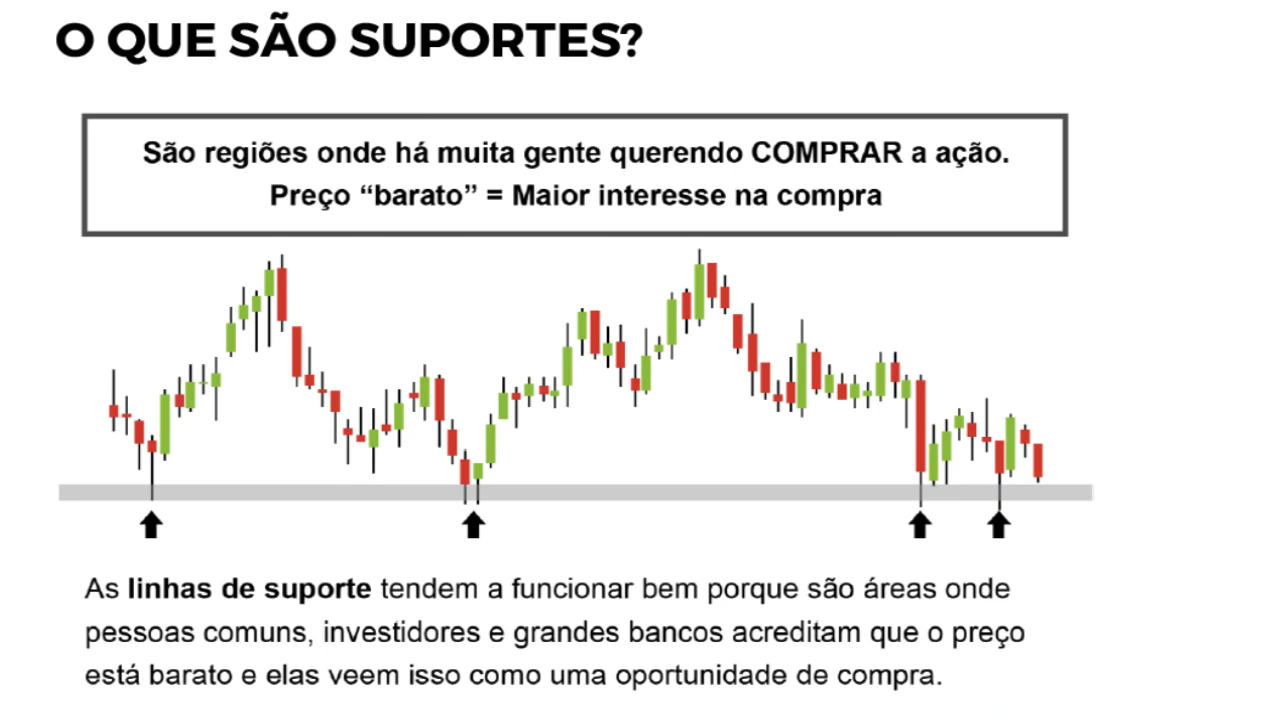 O QUE SÃO SUPORTES?
São regiões onde há muita gente querendo COMPRAR a ação.
Preço “barato” = Maior interesse na compra
As linhas de suporte tendem a funcionar bem porque são áreas onde
pessoas comuns, investidores e grandes bancos acreditam que o preço
está barato e elas veem isso como uma oportunidade de compra.